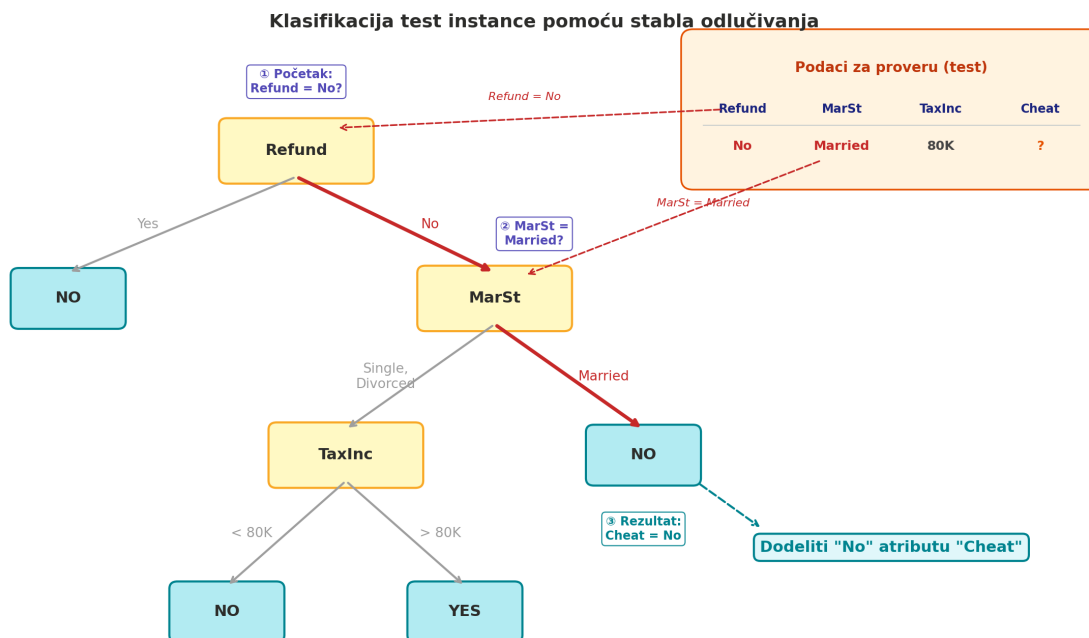 Klasifikacija test instance pomoću stabla odlučivanja
① Početak:
Refund = No?
Refund = No
Podaci za proveru (test)
Refund MarSt TaxInc Cheat
No Married 80K ?
Refund
MarSt = Married
Yes
No
② MarSt =
Married?
NO
MarSt
Single,
Divorced
Married
TaxInc
NO
< 80K
> 80K
③ Rezultat:
Cheat = No
Dodeliti "No" atributu "Cheat"
NO
YES